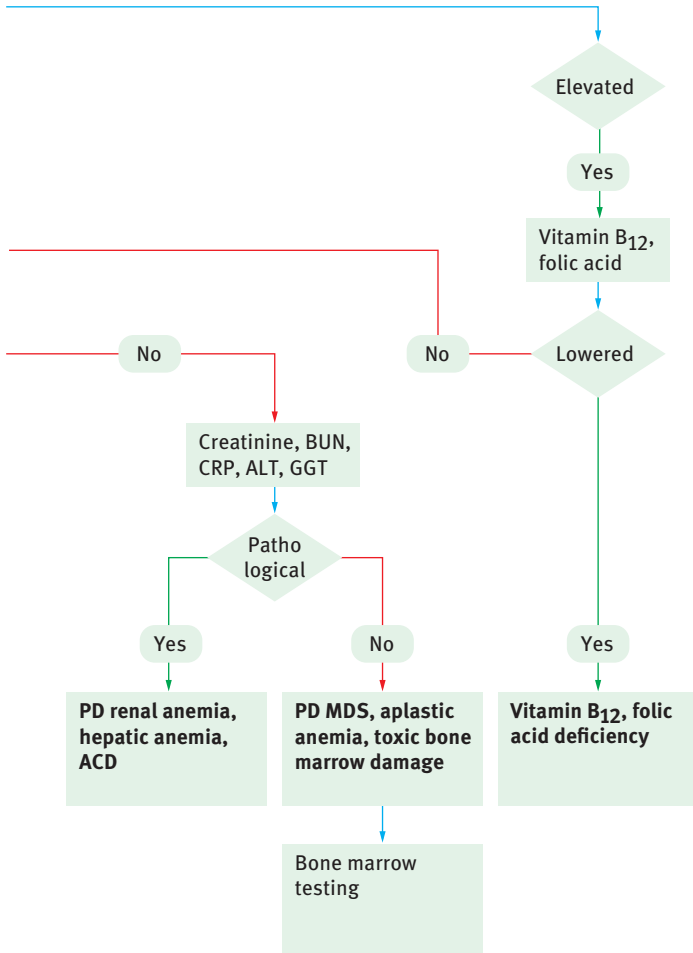 Elevated
Yes
Vitamin B12,
folic acid
No
No
Lowered
Creatinine, BUN,
CRP, ALT, GGT
Patho
logical
Yes
No
Yes
PD renal anemia,
hepatic anemia,
ACD
PD MDS, aplastic
anemia, toxic bone
marrow damage
Vitamin B12, folic
acid deficiency
Bone marrow
testing